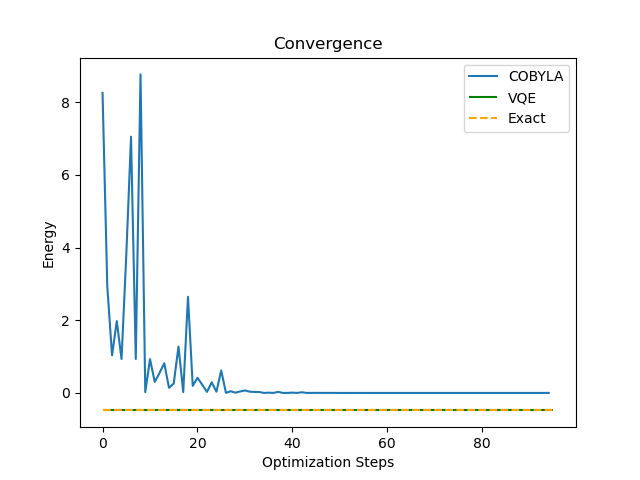 Convergence
COBYLA
VQE
Exact
Energy
8
6
4
2
0
0 20 40 60 80
Optimization Steps